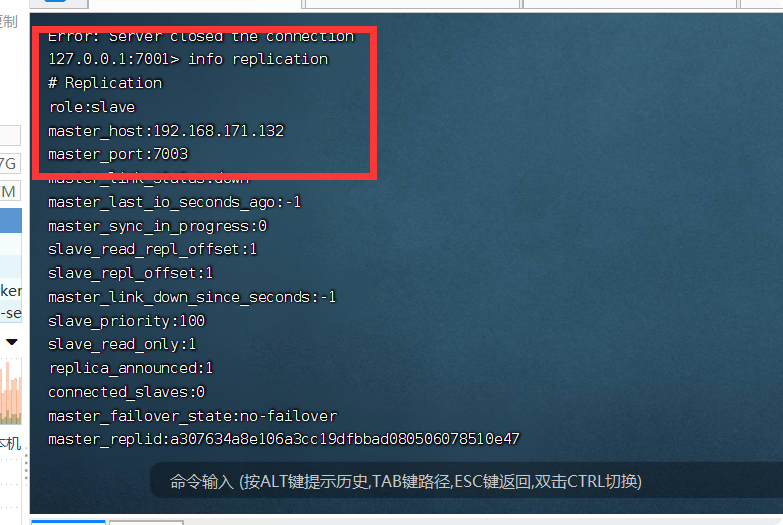 制
Error: Server closed the connection
127.0.0.1:7001> info replication
# Replication
role:slave
master_host:192.168.171.132
master_port:7003
master_link_status:down
master_last_io_seconds_ago:-1
master_sync_in_progress:0
slave_read_repl_offset:1
slave_repl_offset:1
master_link_down_since_seconds:-1
slave_priority:100
slave_read_only:1
replica_announced:1
connected_slaves:0
master_failover_state:no-failover
master_replid:a307634a8e106a3cc19dfbbad080506078510e47
命令输入 (按ALT键提示历史,TAB键路径,ESC键返回,双击CTRL切换)
7G
M
ker
-se
本机